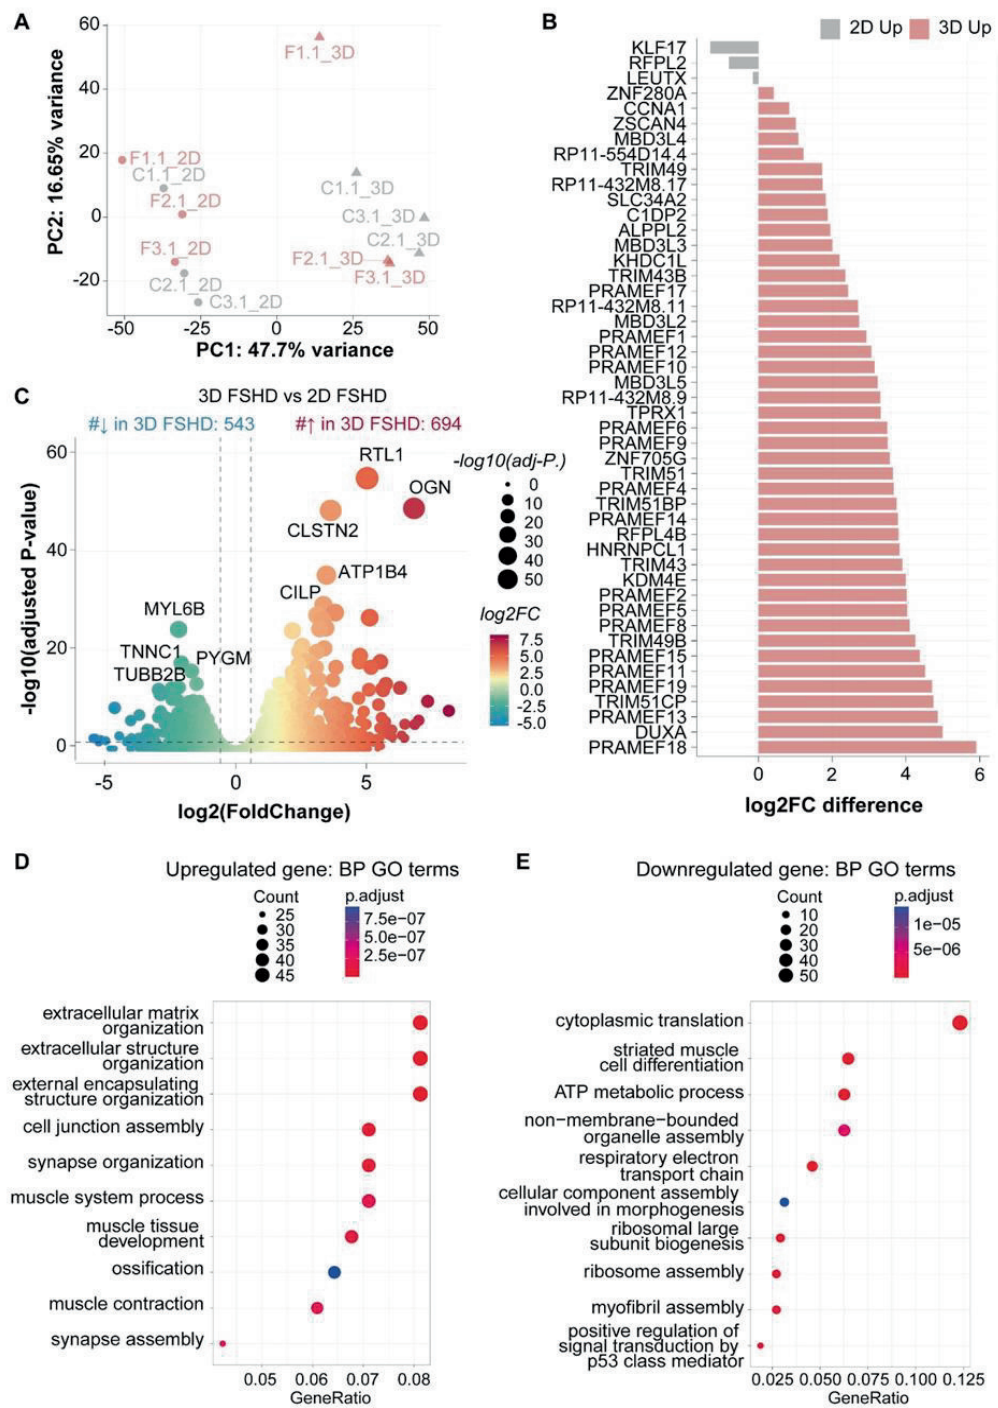 A
60
40
20
0
-20
-50
-25
0
25
50
PC2: 16.65% variance
PC1: 47.7% variance
F1.1_3D
F1.1_2D
C1.1_2D
F2.1_2D
C1.1_3D
C3.1_3D
C2.1_3D
F3.1_2D
F2.1_3D
F3.1_3D
C2.1_2D
C3.1_2D
B
2D Up
3D Up
KLF17
RFPL2
LEUTX
ZNF280A
CCNA1
ZSCAN4
MBD3L4
RP11-554D14.4
TRIM49
RP11-432M8.17
SLC34A2
C1DP2
ALPPL2
MBD3L3
KHDC1L
TRIM43B
PRAMEF17
RP11-432M8.11
MBD3L2
PRAMEF1
PRAMEF12
PRAMEF10
MBD3L5
RP11-432M8.9
TPRX1
PRAMEF6
PRAMEF9
ZNF705G
TRIM51
PRAMEF4
TRIM51BP
PRAMEF14
RFPL4B
HNRNPCL1
TRIM43
KDM4E
PRAMEF2
PRAMEF5
PRAMEF8
TRIM49B
PRAMEF15
PRAMEF11
PRAMEF19
TRIM51CP
PRAMEF13
DUXA
PRAMEF18
0
2
4
6
log2FC difference
C
3D FSHD vs 2D FSHD
#↓ in 3D FSHD: 543
#↑ in 3D FSHD: 694
60
40
20
0
-5
0
5
-log10(adjusted P-value)
log2(FoldChange)
RTL1
OGN
CLSTN2
ATP1B4
CILP
MYL6B
TNNC1
PYGM
TUBB2B
-log10(adj-P.)
0
10
20
30
40
50
log2FC
7.5
5.0
2.5
0.0
-2.5
-5.0
D
Upregulated gene: BP GO terms
Count
25
30
35
40
45
p.adjust
7.5e−07
5.0e−07
2.5e−07
extracellular matrix
organization
extracellular structure
organization
external encapsulating
structure organization
cell junction assembly
synapse organization
muscle system process
muscle tissue
development
ossification
muscle contraction
synapse assembly
0.05
0.06
0.07
0.08
GeneRatio
E
Downregulated gene: BP GO terms
Count
10
20
30
40
50
p.adjust
1e−05
5e−06
cytoplasmic translation
striated muscle
cell differentiation
ATP metabolic process
non−membrane−bounded
organelle assembly
respiratory electron
transport chain
cellular component assembly
involved in morphogenesis
ribosomal large
subunit biogenesis
ribosome assembly
myofibril assembly
positive regulation of
signal transduction by
p53 class mediator
0.025
0.050
0.075
0.100
0.125
GeneRatio